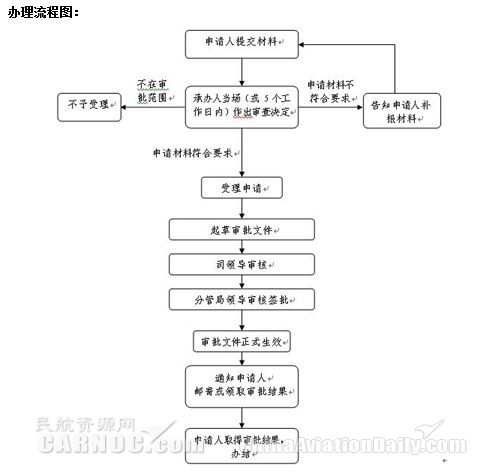 办理流程图：
申请人提交材料
不在审
批范围
申请材料不
符合要求
不予受理
承办人当场（或 5 个工
作日内）作出审查决定
告知申请人补
报材料
申请材料符合要求
受理申请
起草审批文件
司领导审核
分管局领导审核签批
审批文件正式生效
通知申请人
邮寄或领取审批结果
申请人取得审批结果，
办结
民航资源网
CARNOC.com
ChinaAviationDaily.com